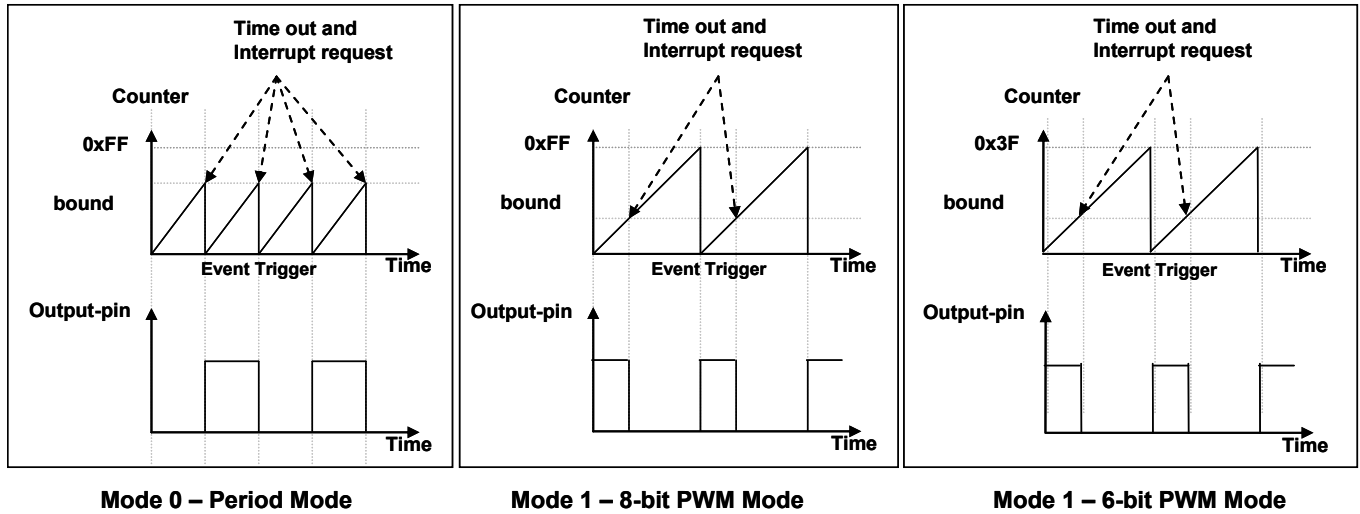 Time out and
Interrupt request
Counter
0xFF
bound
Event Trigger
Time
Output-pin
Time
Mode 0 – Period Mode
Time out and
Interrupt request
Counter
0xFF
bound
Event Trigger
Time
Output-pin
Time
Mode 1 – 8-bit PWM Mode
Time out and
Interrupt request
Counter
0x3F
bound
Event Trigger
Time
Output-pin
Time
Mode 1 – 6-bit PWM Mode